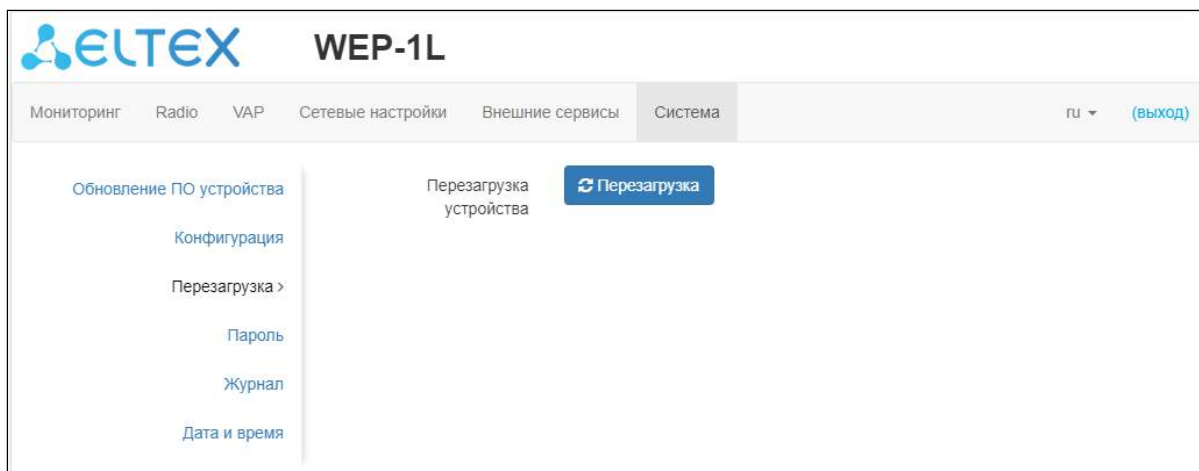 ELTEX WEP-1L
Мониторинг Radio VAP Сетевые настройки Внешние сервисы Система ru (выход)
Обновление ПО устройства
Конфигурация
Перезагрузка >
Пароль
Журнал
Дата и время
Перезагрузка
устройства
Перезагрузка